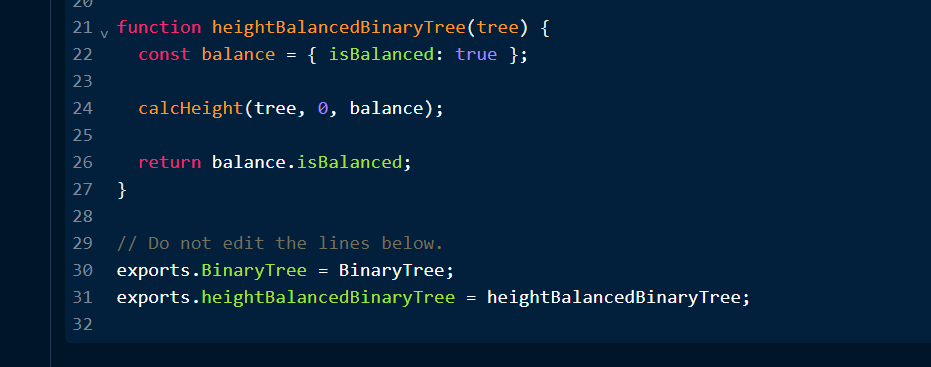 20
21 function heightBalancedBinaryTree(tree) {
22 const balance = { isBalanced: true };
23
24 calcHeight(tree, 0, balance);
25
26 return balance.isBalanced;
27 }
28
29 // Do not edit the lines below.
30 exports.BinaryTree = BinaryTree;
31 exports.heightBalancedBinaryTree = heightBalancedBinaryTree;
32